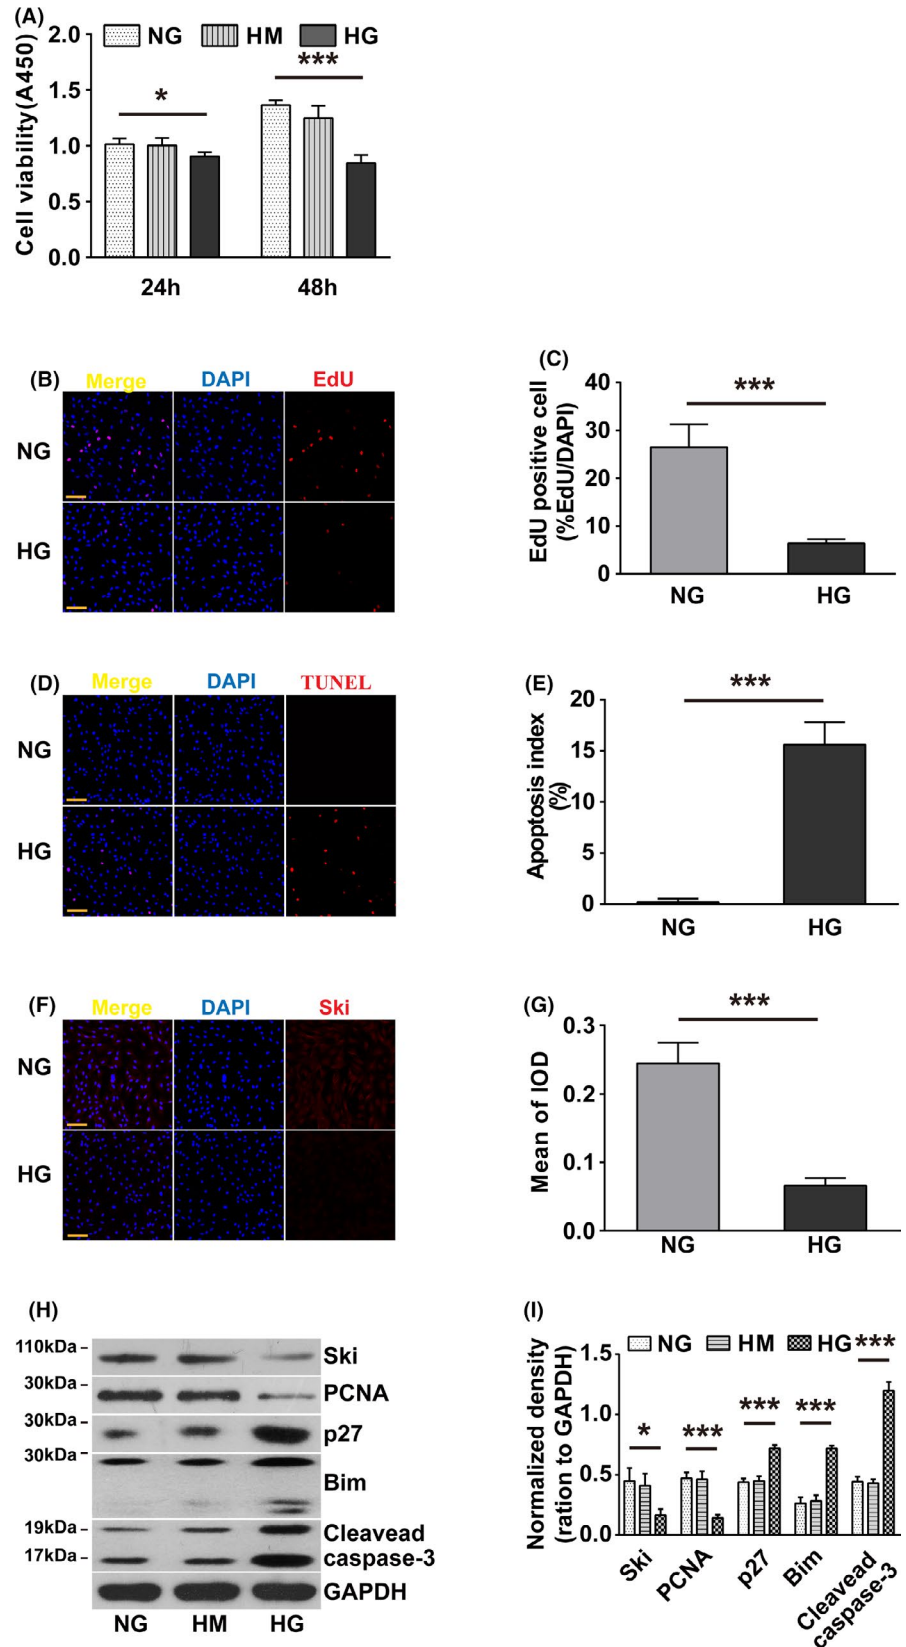 (A)
2.0
1.5
1.0
0.5
0.0
Cell viability(A450)
NG HM HG
*
***
24h 48h
(B)
Merge DAPI EdU
NG
HG
(C)
40
30
20
10
0
EdU positive cell
(%EdU/DAPI)
***
NG HG
(D)
Merge DAPI TUNEL
NG
HG
(E)
20
15
10
5
0
Apoptosis index
(%)
***
NG HG
(F)
Merge DAPI Ski
NG
HG
(G)
0.3
0.2
0.1
0.0
Mean of IOD
***
NG HG
(H)
110kDa Ski
30kDa PCNA
30kDa p27
30kDa Bim
19kDa Cleavead
17kDa caspase-3
GAPDH
NG HM HG
(I)
NG HM HG
1.5
1.0
0.5
0.0
Normalized density
(ration to GAPDH)
*
***
***
***
***
Ski
PCNA
p27
Bim
Cleavead
caspase-3